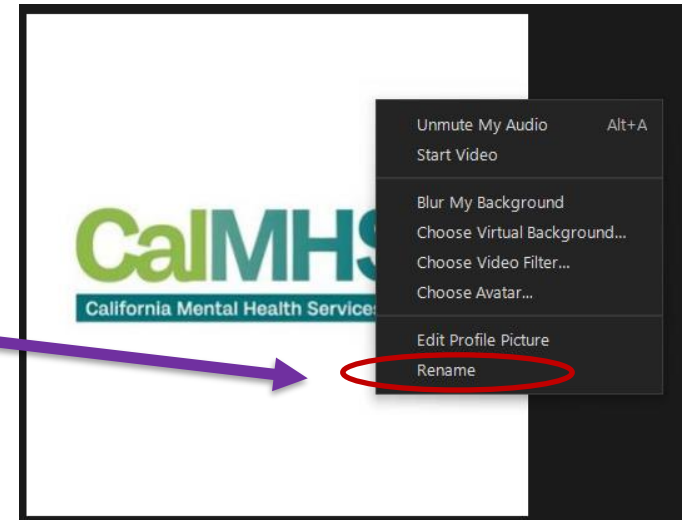 CalMHS
California Mental Health Services
Unmute My Audio Alt+A
Start Video
Blur My Background
Choose Virtual Background...
Choose Video Filter...
Choose Avatar...
Edit Profile Picture
Rename